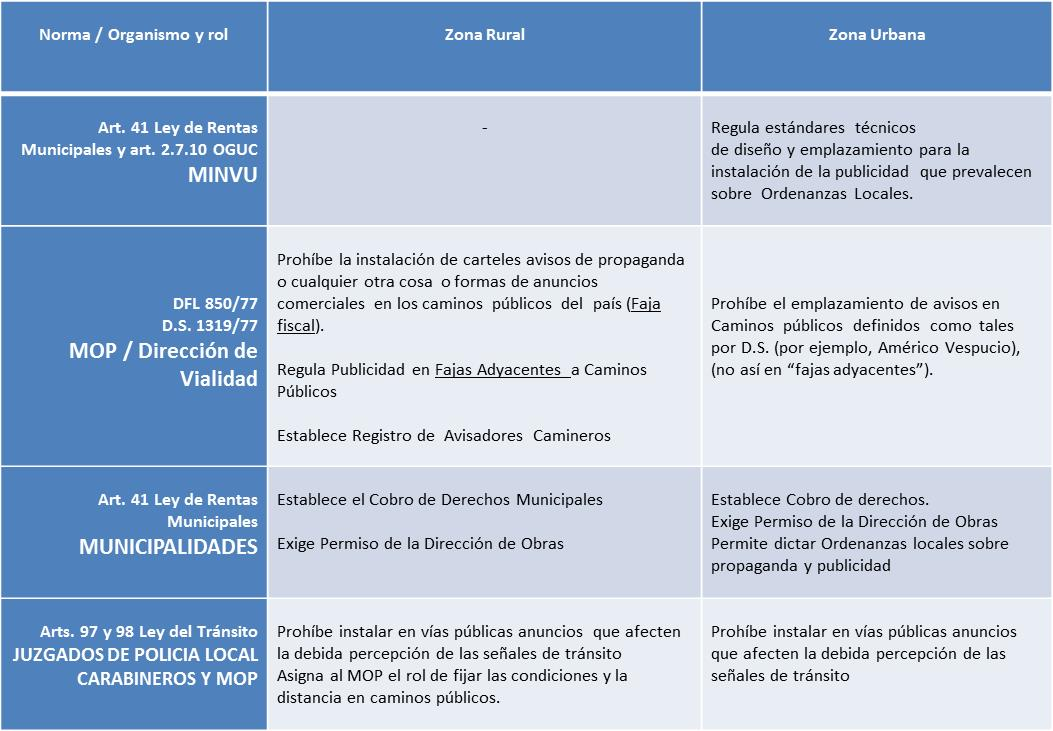 Norma / Organismo y rol
Zona Rural
Zona Urbana
Art. 41 Ley de Rentas
Municipales y art. 2.7.10 OGUC
MINVU
-
Regula estándares técnicos
de diseño y emplazamiento para la
instalación de la publicidad que prevalecen
sobre Ordenanzas Locales.
DFL 850/77
D.S. 1319/77
MOP / Dirección de
Vialidad
Prohíbe la instalación de carteles avisos de propaganda
o cualquier otra cosa o formas de anuncios
comerciales en los caminos públicos del país (Faja
fiscal).
Regula Publicidad en Fajas Adyacentes a Caminos
Públicos
Establece Registro de Avisadores Camineros
Prohíbe el emplazamiento de avisos en
Caminos públicos definidos como tales
por D.S. (por ejemplo, Américo Vespucio),
(no así en “fajas adyacentes”).
Art. 41 Ley de Rentas
Municipales
MUNICIPALIDADES
Establece el Cobro de Derechos Municipales
Exige Permiso de la Dirección de Obras
Establece Cobro de derechos.
Exige Permiso de la Dirección de Obras
Permite dictar Ordenanzas locales sobre
propaganda y publicidad
Arts. 97 y 98 Ley del Tránsito
JUZGADOS DE POLICIA LOCAL
CARABINEROS Y MOP
Prohíbe instalar en vías públicas anuncios que afecten
la debida percepción de las señales de tránsito
Asigna al MOP el rol de fijar las condiciones y la
distancia en caminos públicos.
Prohíbe instalar en vías públicas anuncios
que afecten la debida percepción de las
señales de tránsito